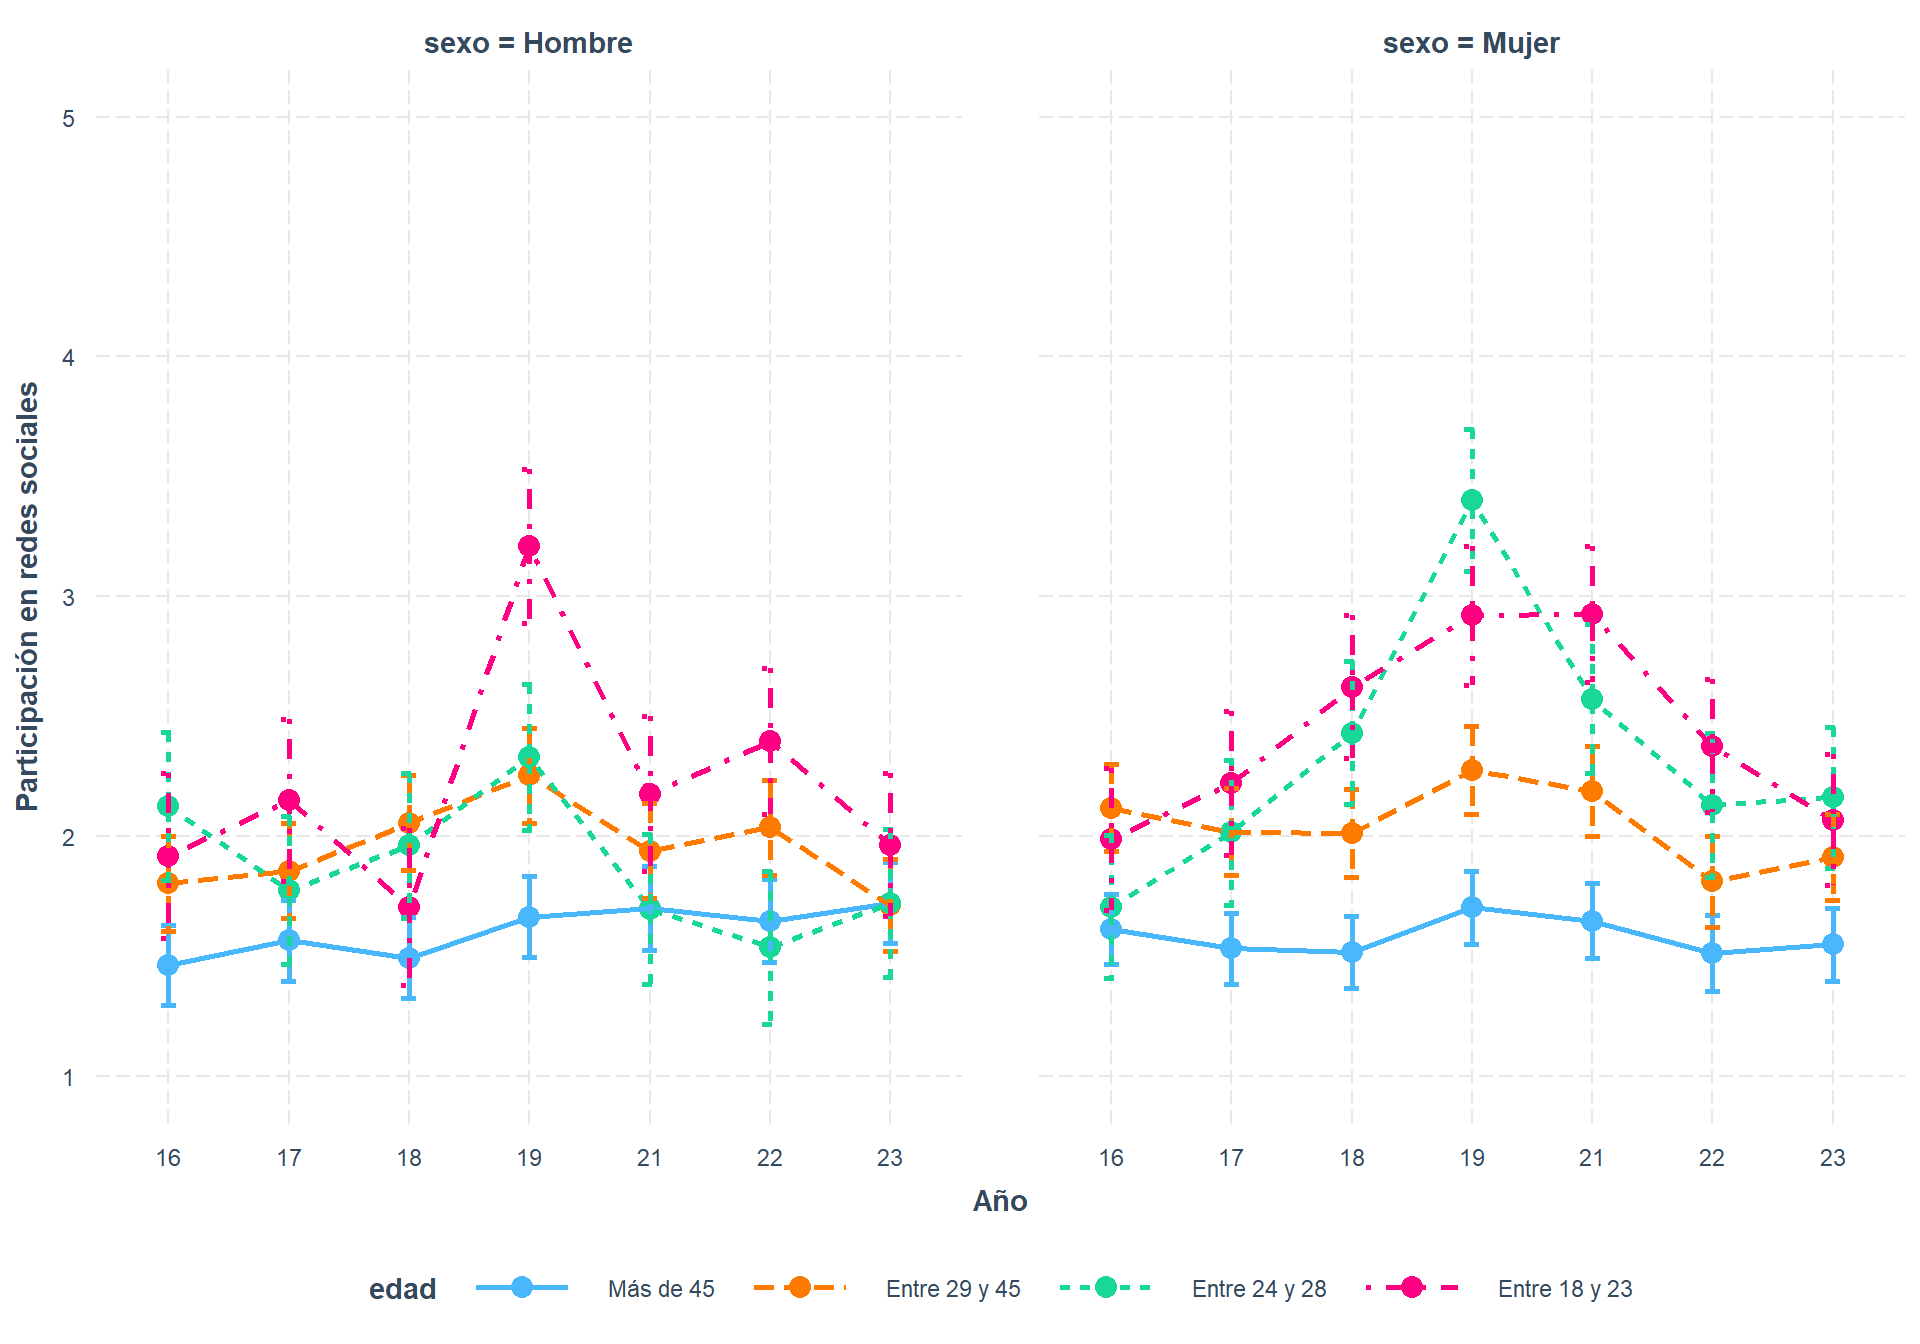 sexo = Hombre
sexo = Mujer
Participación en redes sociales
5
4
3
2
1
16 17 18 19 21 22 23
16 17 18 19 21 22 23
Año
edad Más de 45 Entre 29 y 45 Entre 24 y 28 Entre 18 y 23